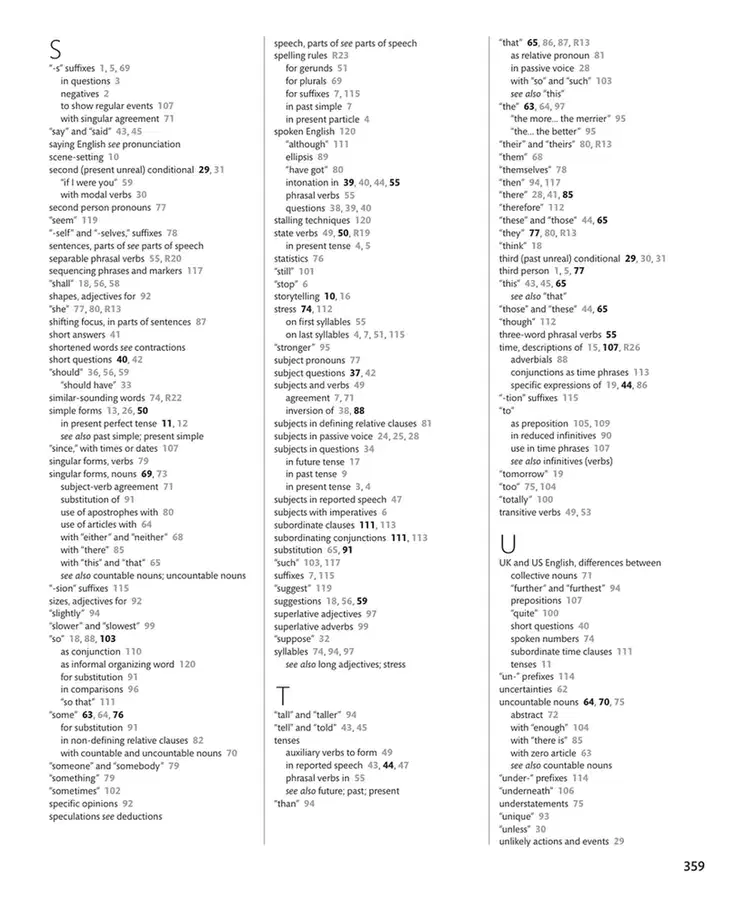 S
"-s" suffixes 1, 5, 69
in questions 3
negatives 2
to show regular events 107
with singular agreement 71
"say" and "said" 43, 45
saying English see pronunciation
scene-setting 10
second (present unreal) conditional 29, 31
"if I were you" 59
with modal verbs 30
second person pronouns 77
"seem" 119
"-self" and "-selves," suffixes 78
sentences, parts of see parts of speech
separable phrasal verbs 55, R20
sequencing phrases and markers 117
"shall" 18, 56, 58
shapes, adjectives for 92
"she" 77, 80, R13
shifting focus, in parts of sentences 87
short answers 41
shortened words see contractions
short questions 40, 42
"should" 36, 56, 59
"should have" 33
similar-sounding words 74, R22
simple forms 13, 26, 50
in present perfect tense 11, 12
see also past simple; present simple
"since," with times or dates 107
singular forms, verbs 79
singular forms, nouns 69, 73
subject-verb agreement 71
substitution of 91
use of apostrophes with 80
use of articles with 64
with "either" and "neither" 68
with "there" 85
with "this" and "that" 65
see also countable nouns; uncountable nouns
"-sion" suffixes 115
sizes, adjectives for 92
"slightly" 94
"slower" and "slowest" 99
"so" 18, 88, 103
as conjunction 110
as informal organizing word 120
for substitution 91
in comparisons 96
"so that" 111
"some" 63, 64, 76
for substitution 91
in non-defining relative clauses 82
with countable and uncountable nouns 70
"someone" and "somebody" 79
"something" 79
"sometimes" 102
specific opinions 92
speculations see deductions
speech, parts of see parts of speech
spelling rules R23
for gerunds 51
for plurals 69
for suffixes 7, 115
in past simple 7
in present participle 4
spoken English 120
"although" 111
ellipsis 89
"have got" 80
intonation in 39, 40, 44, 55
phrasal verbs 55
questions 38, 39, 40
stalling techniques 120
state verbs 49, 50, R19
in present tense 4, 5
statistics 76
"still" 101
"stop" 6
storytelling 10, 16
stress 74, 112
on first syllables 55
on last syllables 4, 7, 51, 115
"stronger" 95
subject pronouns 77
subject questions 37, 42
subjects and verbs 49
agreement 7, 71
inversion of 38, 88
subjects in defining relative clauses 81
subjects in passive voice 24, 25, 28
subjects in questions 34
in future tense 17
in past tense 9
in present tense 3, 4
subjects in reported speech 47
subjects with imperatives 6
subordinate clauses 111, 113
subordinating conjunctions 111, 113
substitution 65, 91
"such" 103, 117
suffixes 7, 115
"suggest" 119
suggestions 18, 56, 59
superlative adjectives 97
superlative adverbs 99
"suppose" 32
syllables 74, 94, 97
see also long adjectives; stress
T
"tall" and "taller" 94
"tell" and "told" 43, 45
tenses
auxiliary verbs to form 49
in reported speech 43, 44, 47
phrasal verbs in 55
see also future; past; present
"than" 94
"that" 65, 86, 87, R13
as relative pronoun 81
in passive voice 28
with "so" and "such" 103
see also "this"
"the" 63, 64, 97
"the more... the merrier" 95
"the... the better" 95
"their" and "theirs" 80, R13
"them" 68
"themselves" 78
"then" 94, 117
"there" 28, 41, 85
"therefore" 112
"these" and "those" 44, 65
"they" 77, 80, R13
"think" 18
third (past unreal) conditional 29, 30, 31
third person 1, 5, 77
"this" 43, 45, 65
see also "that"
"those" and "these" 44, 65
"though" 112
three-word phrasal verbs 55
time, descriptions of 15, 107, R26
adverbials 88
conjunctions as time phrases 113
specific expressions of 19, 44, 86
"-tion" suffixes 115
"to"
as preposition 105, 109
in reduced infinitives 90
use in time phrases 107
see also infinitives (verbs)
"tomorrow" 19
"too" 75, 104
"totally" 100
transitive verbs 49, 53
U
UK and US English, differences between
collective nouns 71
"further" and "furthest" 94
prepositions 107
"quite" 100
short questions 40
spoken numbers 74
subordinate time clauses 111
tenses 11
"un-" prefixes 114
uncertainties 62
uncountable nouns 64, 70, 75
abstract 72
with "enough" 104
with "there is" 85
with zero article 63
see also countable nouns
"under-" prefixes 114
"underneath" 106
understatements 75
"unique" 93
"unless" 30
unlikely actions and events 29
359